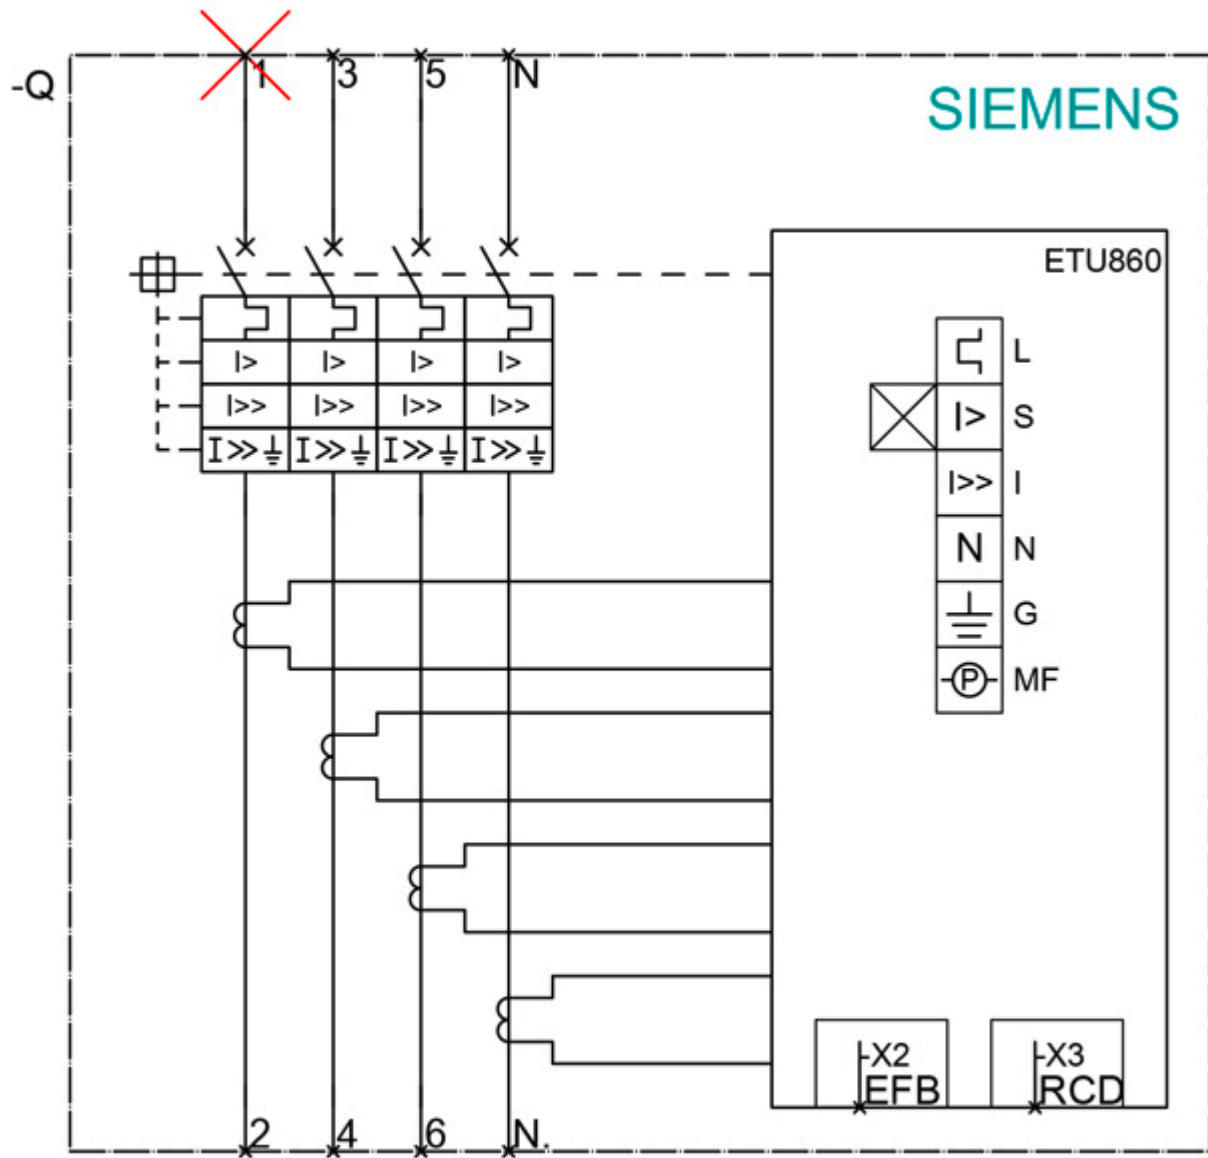 1 3 5 N
-Q
SIEMENS
ETU860
L
I> I> I> I>
I> S
I>> I>> I>> I>>
I>> I
I>> I>> I>> I>>
N N
G
P MF
-X2 -X3
EFB RCD
2 4 6 N.